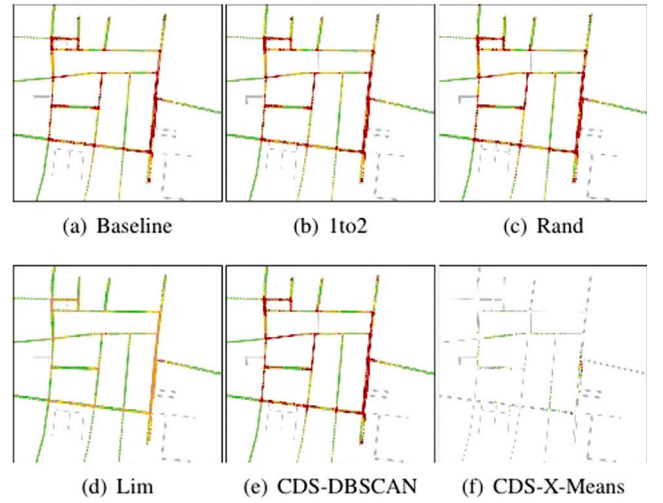 (a) Baseline
(b) 1to2
(c) Rand
(d) Lim
(e) CDS-DBSCAN
(f) CDS-X-Means